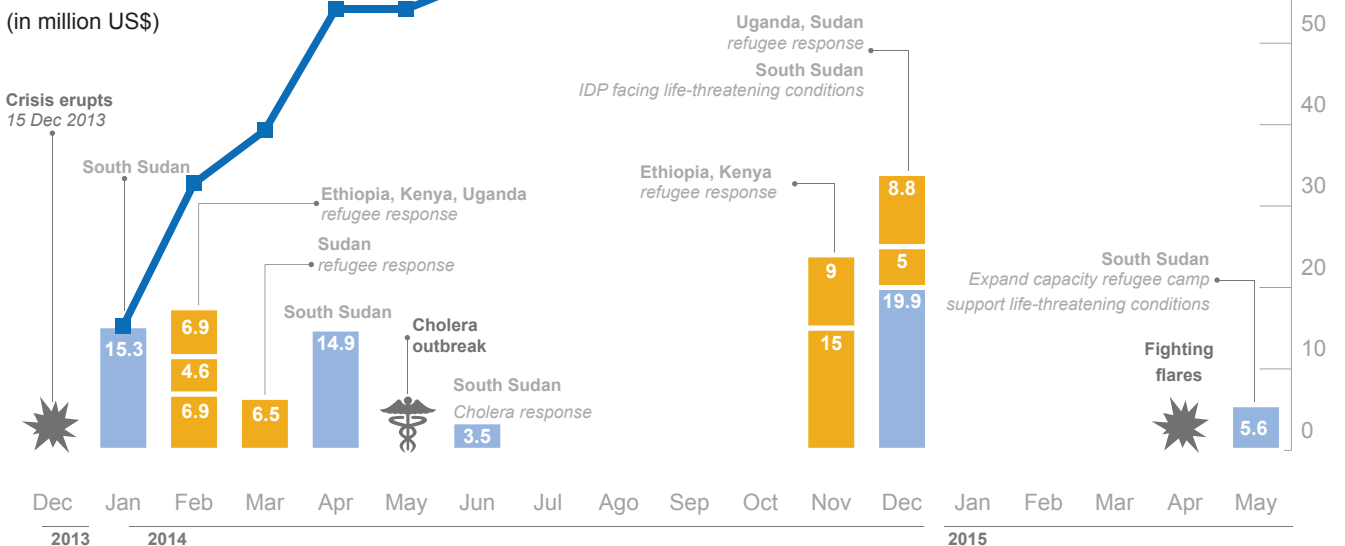 (in million US$)
50
Uganda, Sudan
refugee response
South Sudan
IDP facing life-threatening conditions
Crisis erupts
15 Dec 2013
40
South Sudan
Ethiopia, Kenya
refugee response
Ethiopia, Kenya, Uganda
refugee response
8.8
30
Sudan
refugee response
9
5
South Sudan
Expand capacity refugee camp
support life-threatening conditions
20
19.9
South Sudan
Cholera
outbreak
6.9
15.3
14.9
15
Fighting
flares
10
4.6
South Sudan
Cholera response
6.9
6.5
3.5
5.6
0
Dec Jan Feb Mar Apr May Jun Jul Ago Sep Oct Nov Dec Jan Feb Mar Apr May
2013 2014 2015